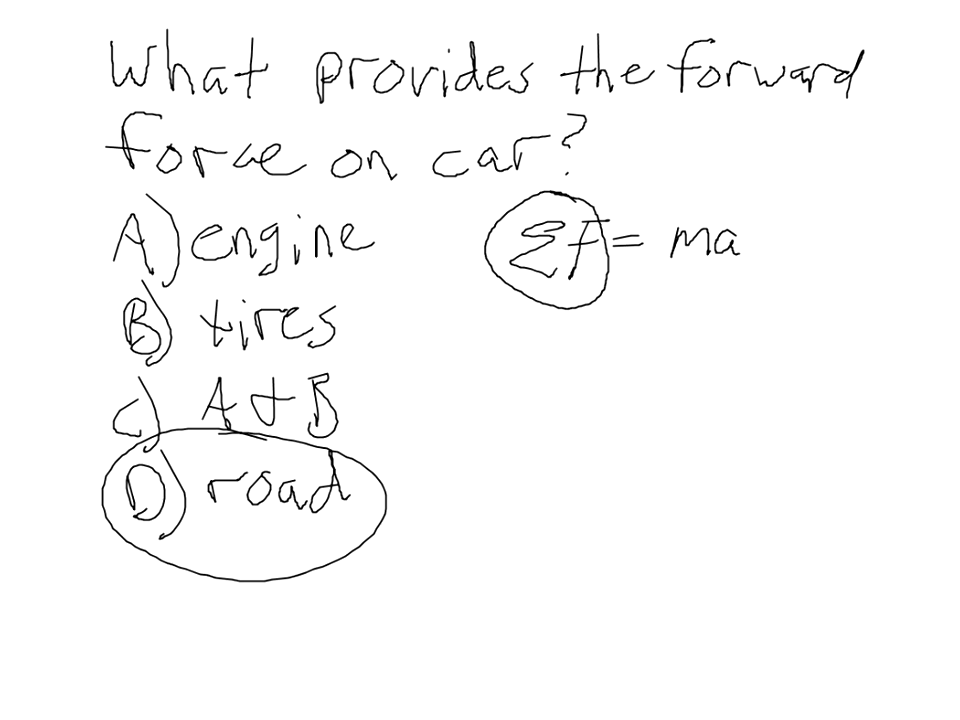 What provides the forward
force on car?
A) engine ΣF = ma
B) tires
C) A & B
D) road